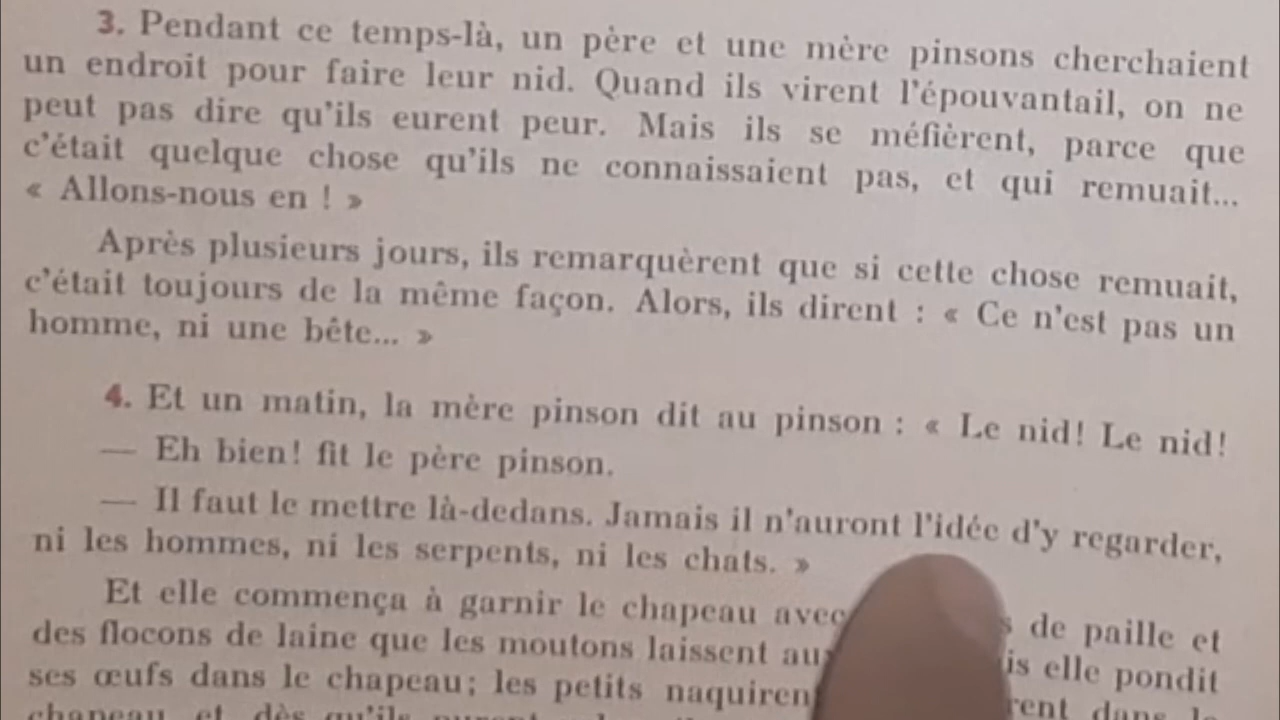 3. Pendant ce temps-là, un père et une mère pinsons cherchaient
un endroit pour faire leur nid. Quand ils virent l'épouvantail, on ne
peut pas dire qu'ils eurent peur. Mais ils se méfièrent, parce que
c'était quelque chose qu'ils ne connaissaient pas, et qui remuait...
« Allons-nous en ! »
Après plusieurs jours, ils remarquèrent que si cette chose remuait,
c'était toujours de la même façon. Alors, ils dirent : « Ce n'est pas un
homme, ni une bête... »
4. Et un matin, la mère pinson dit au pinson : « Le nid! Le nid!
— Eh bien! fit le père pinson.
— Il faut le mettre là-dedans. Jamais il n'auront l'idée d'y regarder,
ni les hommes, ni les serpents, ni les chats. »
Et elle commença à garnir le chapeau avec de paille et
des flocons de laine que les moutons laissent elle pondit
ses œufs dans le chapeau; les petits dans
chapeau et dès qu'ils